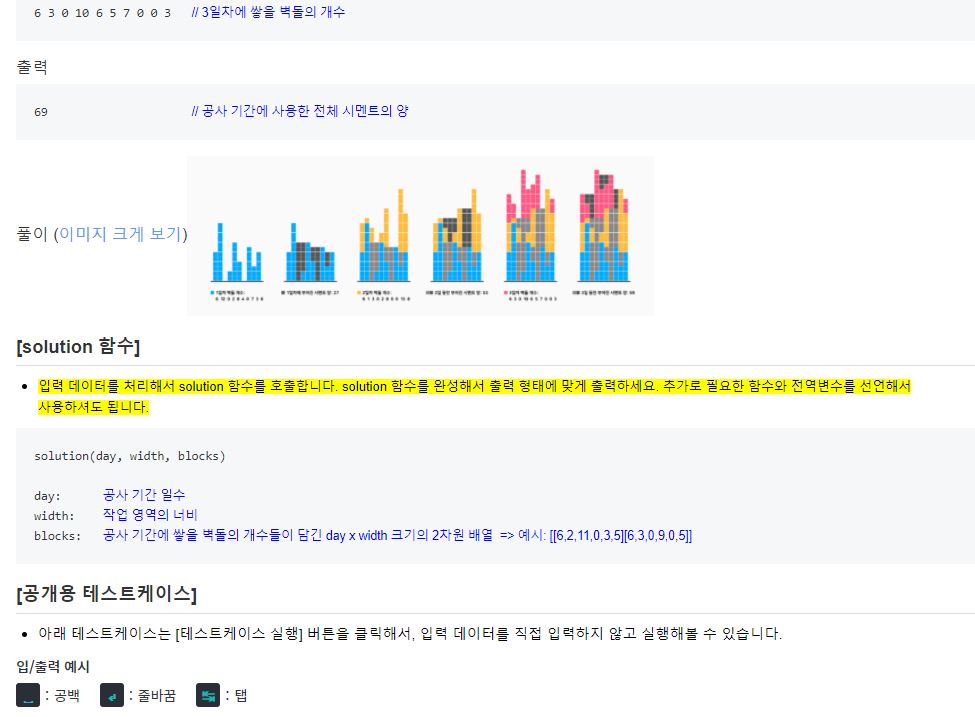 6 3 0 10 6 5 7 0 0 3 // 3일차에 쌓을 벽돌의 개수
출력
69 // 공사 기간에 사용한 전체 시멘트의 양
풀이 (이미지 크게 보기)
[solution 함수]
입력 데이터를 처리해서 solution 함수를 호출합니다. solution 함수를 완성해서 출력 형태에 맞게 출력하세요. 추가로 필요한 함수와 전역변수를 선언해서
사용하셔도 됩니다.
solution(day, width, blocks)
day: 공사 기간 일수
width: 작업 영역의 너비
blocks: 공사 기간에 쌓을 벽돌의 개수들이 담긴 day x width 크기의 2차원 배열 => 예시: [[6,2,11,0,3,5][6,3,0,9,0,5]]
[공개용 테스트케이스]
아래 테스트케이스는 [테스트케이스 실행] 버튼을 클릭해서, 입력 데이터를 직접 입력하지 않고 실행해볼 수 있습니다.
입/출력 예시
: 공백 : 줄바꿈 : 탭